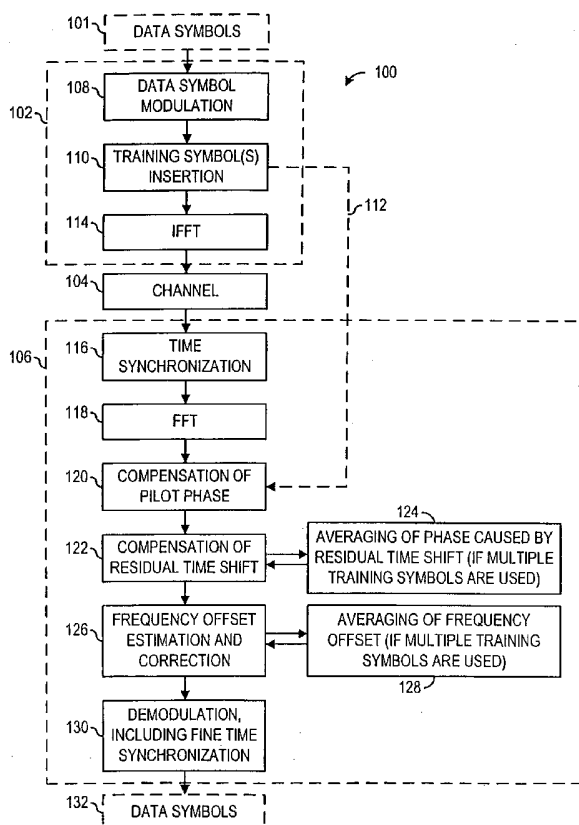 101
DATA SYMBOLS
100
102
108
DATA SYMBOL
MODULATION
110
TRAINING SYMBOL(S)
INSERTION
112
114
IFFT
104
CHANNEL
106
116
TIME
SYNCHRONIZATION
118
FFT
120
COMPENSATION OF
PILOT PHASE
122
COMPENSATION OF
RESIDUAL TIME SHIFT
124
AVERAGING OF PHASE CAUSED BY
RESIDUAL TIME SHIFT (IF MULTIPLE
TRAINING SYMBOLS ARE USED)
126
FREQUENCY OFFSET
ESTIMATION AND
CORRECTION
AVERAGING OF FREQUENCY
OFFSET (IF MULTIPLE TRAINING
SYMBOLS ARE USED)
128
130
DEMODULATION,
INCLUDING FINE TIME
SYNCHRONIZATION
132
DATA SYMBOLS